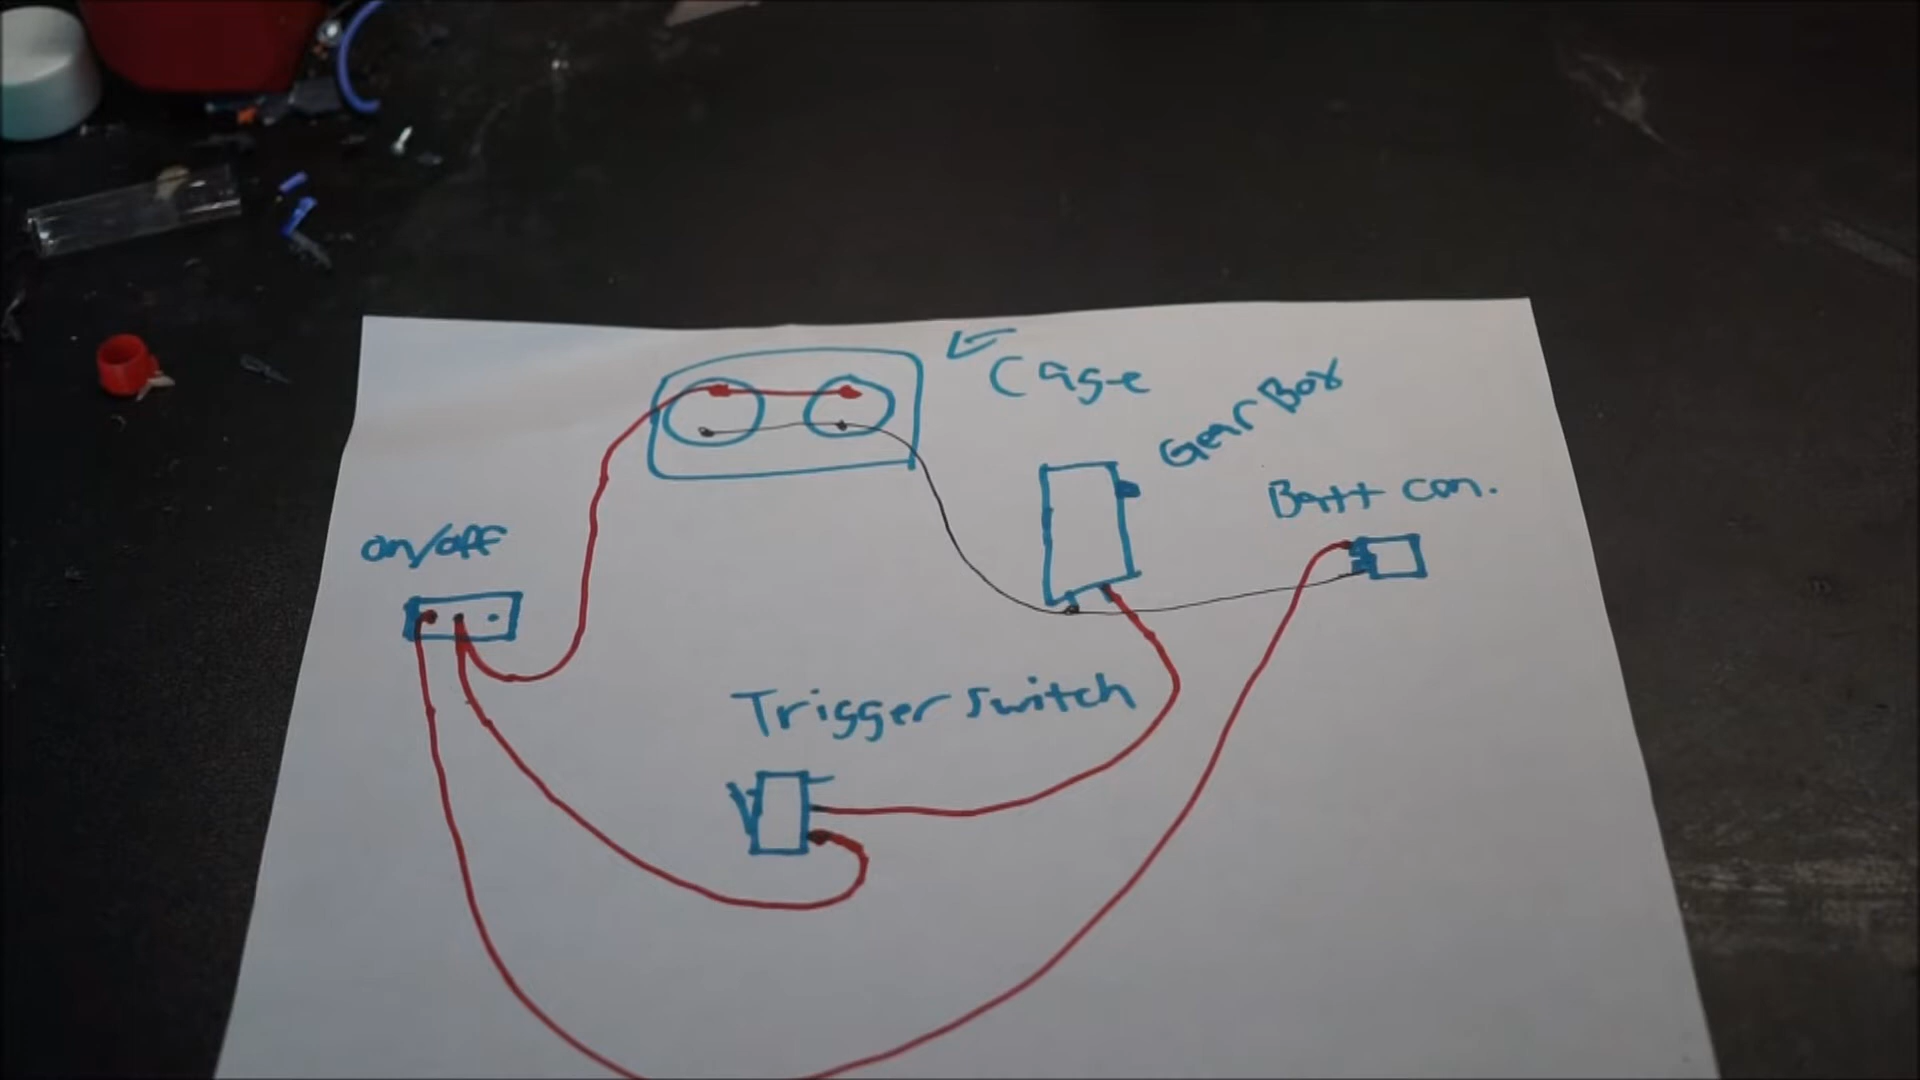 Cage
Gear Box
Batt con.
on/off
Trigger switch